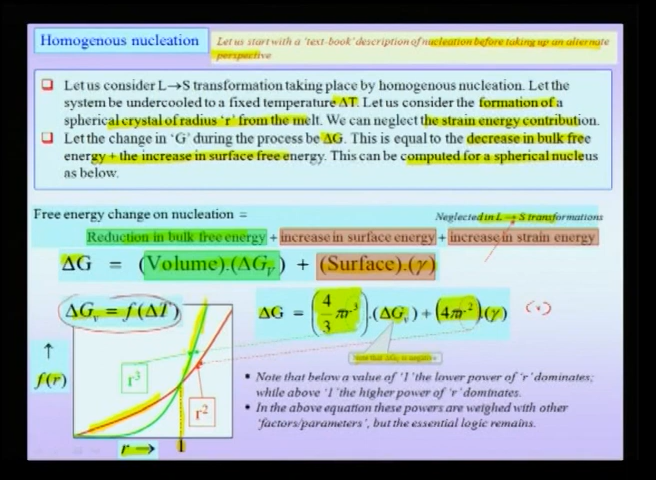 Homogenous nucleation
Let us start with a 'text-book' description of nucleation before taking up an alternate
perspective
Let us consider L→S transformation taking place by homogenous nucleation. Let the
system be undercooled to a fixed temperature ΔT. Let us consider the formation of a
spherical crystal of radius 'r' from the melt. We can neglect the strain energy contribution.
Let the change in 'G' during the process be ΔG. This is equal to the decrease in bulk free
energy + the increase in surface free energy. This can be computed for a spherical nucleus
as below.
Free energy change on nucleation =
Neglected in L → S transformations
Reduction in bulk free energy + increase in surface energy + increase in strain energy
ΔG = (Volume).(ΔG_V) + (Surface).(γ)
ΔG_v = f(ΔT)
ΔG = (4/3 πr³).(ΔG_v) + (4πr²).(γ)
Note that ΔG_V is negative
↑
f(r)
r³
r²
r →
1
• Note that below a value of '1' the lower power of 'r' dominates;
while above '1' the higher power of 'r' dominates.
• In the above equation these powers are weighed with other
'factors/parameters', but the essential logic remains.